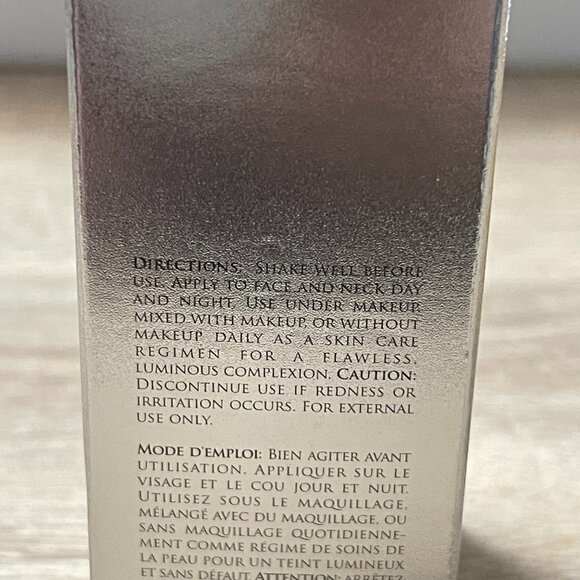 DIRECTIONS: SHAKE WELL BEFORE
USE. APPLY TO FACE AND NECK DAY
AND NIGHT. USE UNDER MAKEUP,
MIXED WITH MAKEUP, OR WITHOUT
MAKEUP, DAILY AS A SKIN CARE
REGIMEN FOR A FLAWLESS,
LUMINOUS COMPLEXION. CAUTION:
DISCONTINUE USE IF REDNESS OR
IRRITATION OCCURS. FOR EXTERNAL
USE ONLY.
MODE D'EMPLOI: BIEN AGITER AVANT
UTILISATION. APPLIQUER SUR LE
VISAGE ET LE COU JOUR ET NUIT.
UTILISEZ SOUS LE MAQUILLAGE,
MÉLANGÉ AVEC DU MAQUILLAGE, OU
SANS MAQUILLAGE QUOTIDIENNE-
MENT COMME RÉGIME DE SOINS DE
LA PEAU POUR UN TEINT LUMINEUX
ET SANS DÉFAUT. ATTENTION: ARRÊTEZ